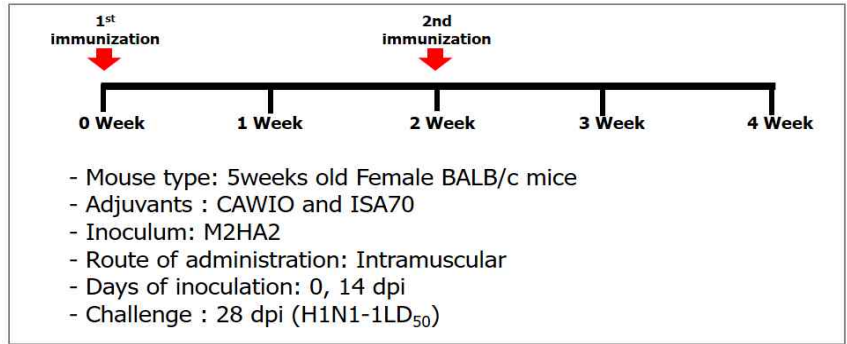 1st immunization
2nd immunization
0 Week 1 Week 2 Week 3 Week 4 Week
- Mouse type: 5weeks old Female BALB/c mice
- Adjuvants : CAWIO and ISA70
- Inoculum: M2HA2
- Route of administration: Intramuscular
- Days of inoculation: 0, 14 dpi
- Challenge : 28 dpi (H1N1-1LD50)